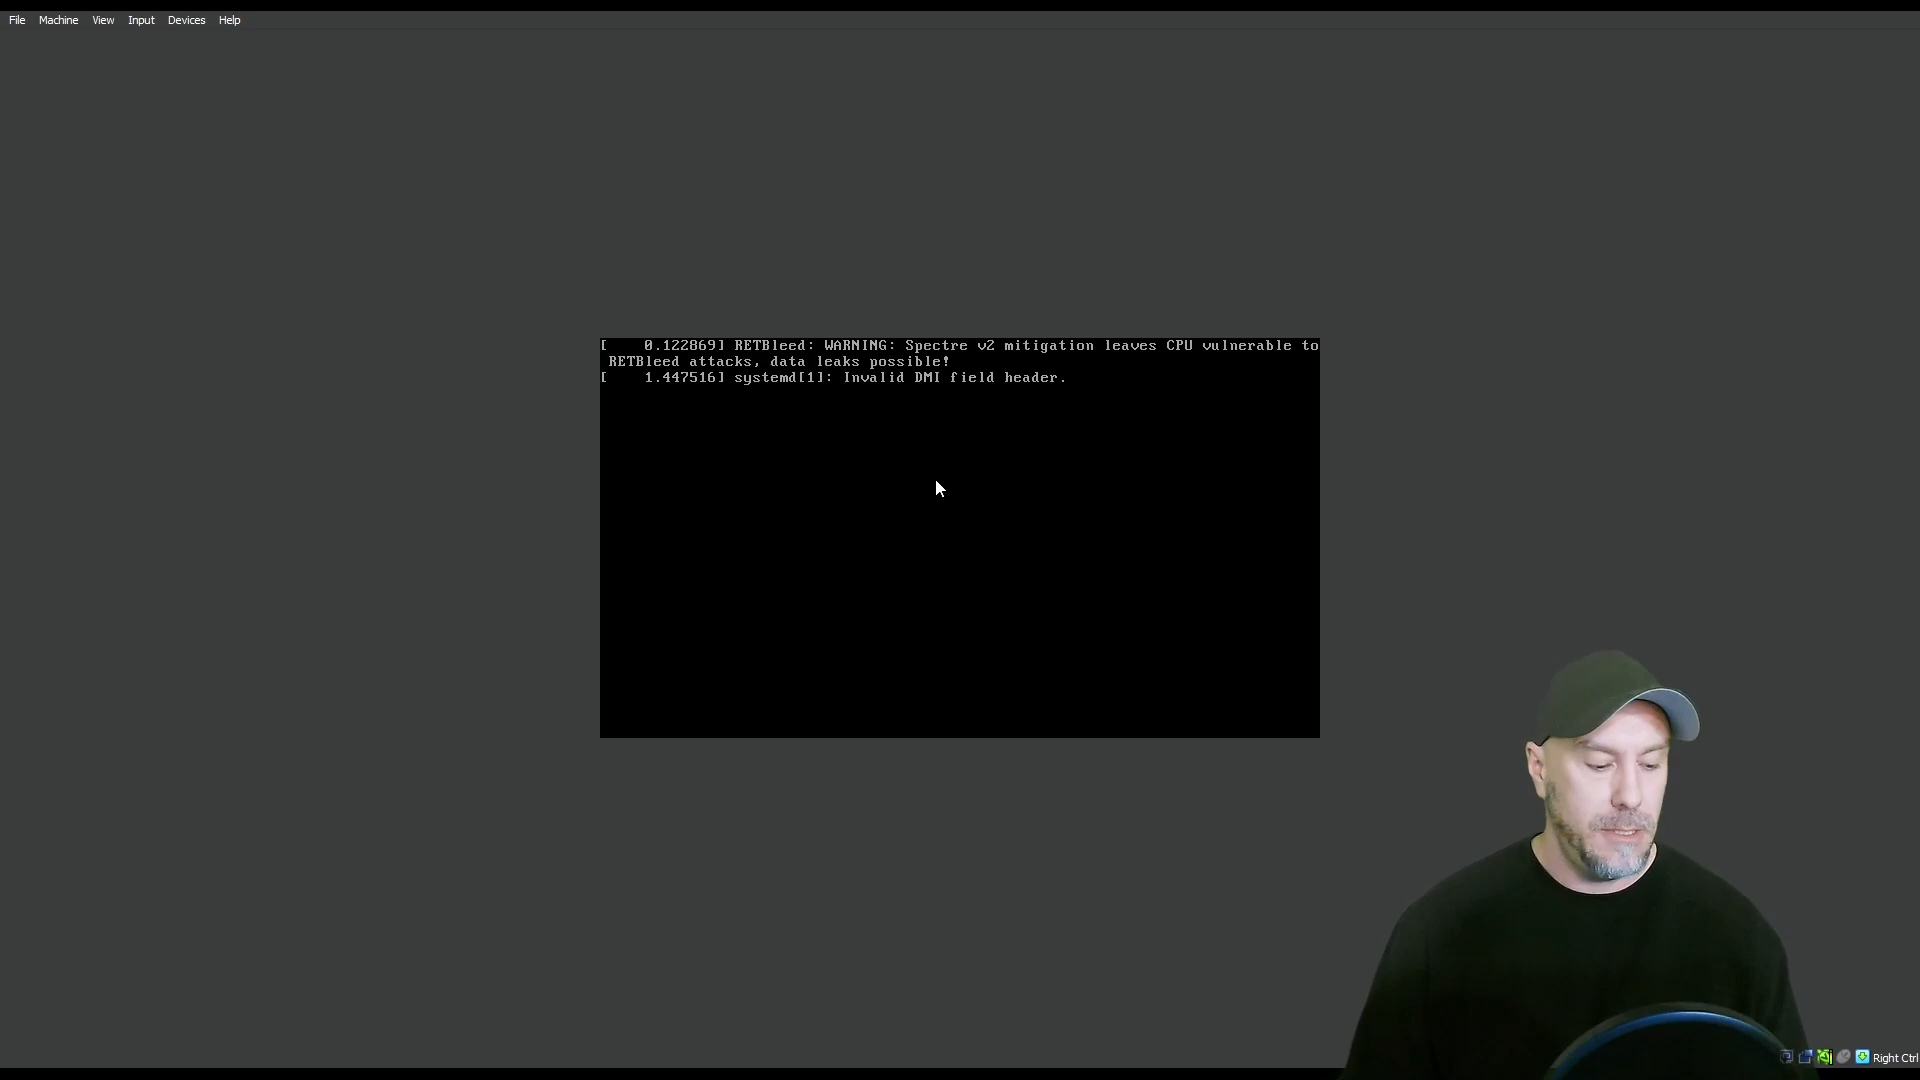 File Machine View Input Devices Help
[    0.122869] RETBleed: WARNING: Spectre v2 mitigation leaves CPU vulnerable to
 RETBleed attacks, data leaks possible!
[    1.447516] systemd[1]: Invalid DMI field header.
Right Ctrl